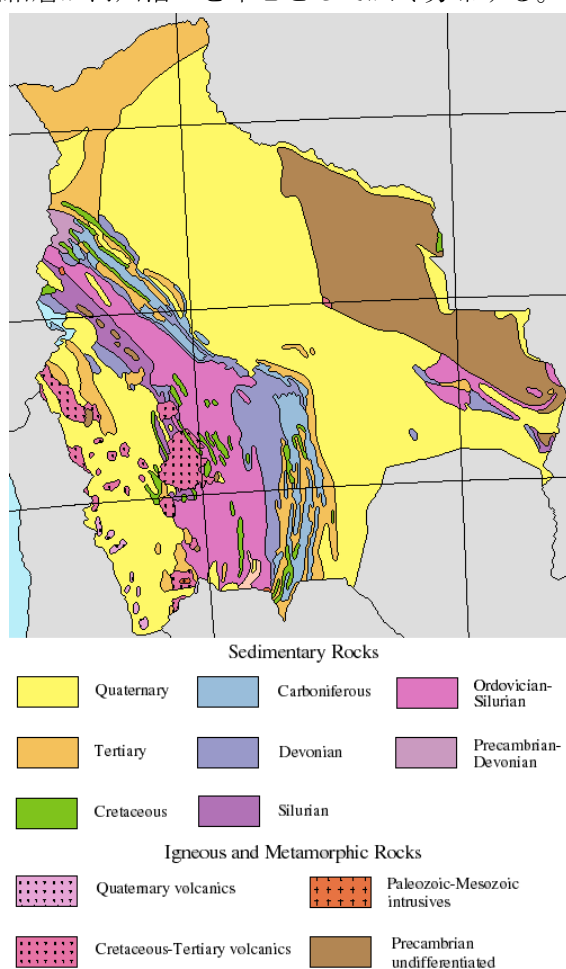 Sedimentary Rocks
Quaternary
Carboniferous
Ordovician-
Silurian
Tertiary
Devonian
Precambrian-
Devonian
Cretaceous
Silurian
Igneous and Metamorphic Rocks
Quaternary volcanics
Paleozoic-Mesozoic
intrusives
Cretaceous-Tertiary volcanics
Precambrian
undifferentiated